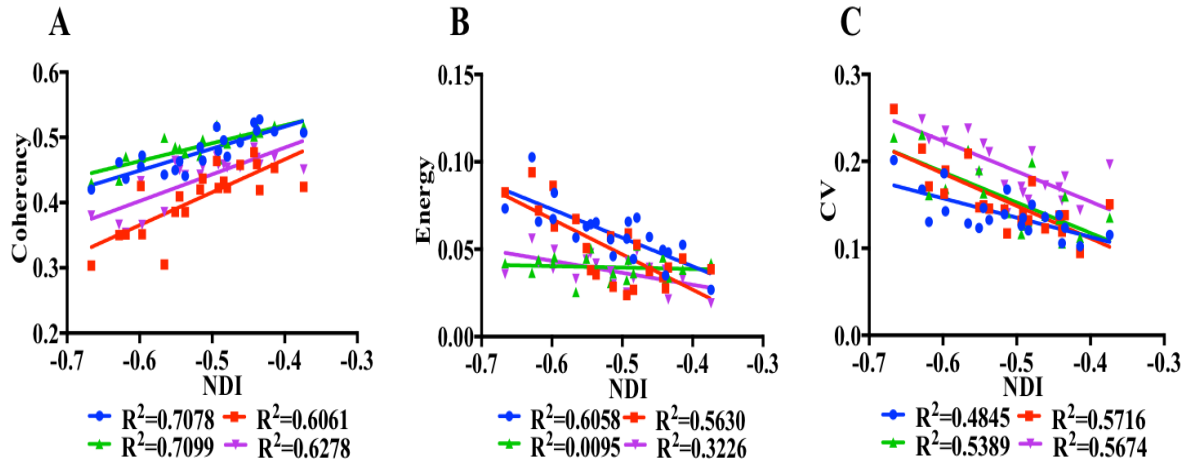 A B C
Coherency
0.6
0.5
0.4
0.3
0.2
-0.7 -0.6 -0.5 -0.4 -0.3
NDI
R²=0.7078 R²=0.6061
R²=0.7099 R²=0.6278
Energy
0.15
0.10
0.05
0.00
-0.7 -0.6 -0.5 -0.4 -0.3
NDI
R²=0.6058 R²=0.5630
R²=0.0095 R²=0.3226
CV
0.3
0.2
0.1
0.0
-0.7 -0.6 -0.5 -0.4 -0.3
NDI
R²=0.4845 R²=0.5716
R²=0.5389 R²=0.5674